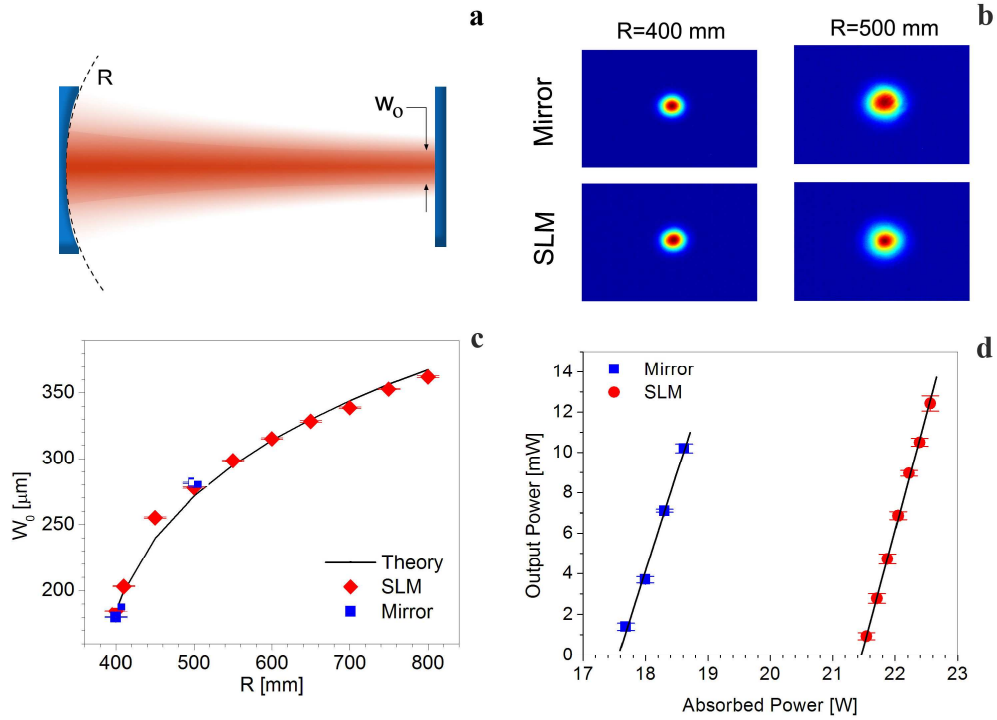 a
R
W₀
b
R=400 mm
R=500 mm
Mirror
SLM
c
350
300
250
200
W₀ [µm]
400
500
600
700
800
R [mm]
Theory
SLM
Mirror
d
14
12
10
8
6
4
2
0
Output Power [mW]
17
18
19
20
21
22
23
Absorbed Power [W]
Mirror
SLM